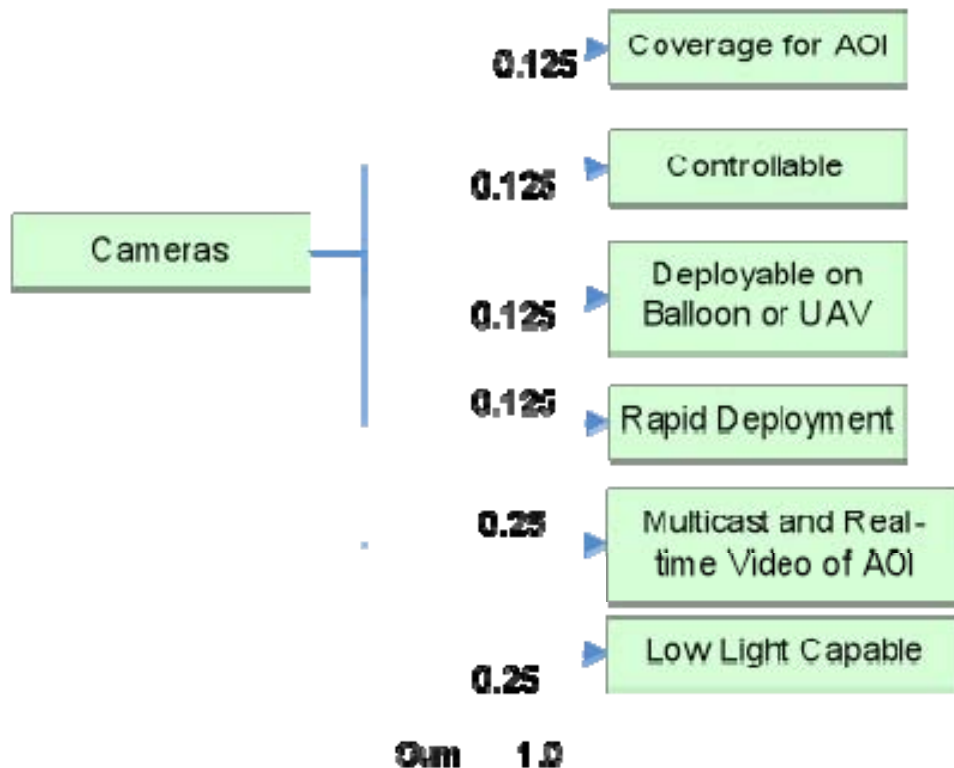 0.125
Coverage for AOI
0.125
Controllable
Cameras
0.125
Deployable on
Balloon or UAV
0.125
Rapid Deployment
0.25
Multicast and Real-
time Video of AOI
0.25
Low Light Capable
Sum 1.0